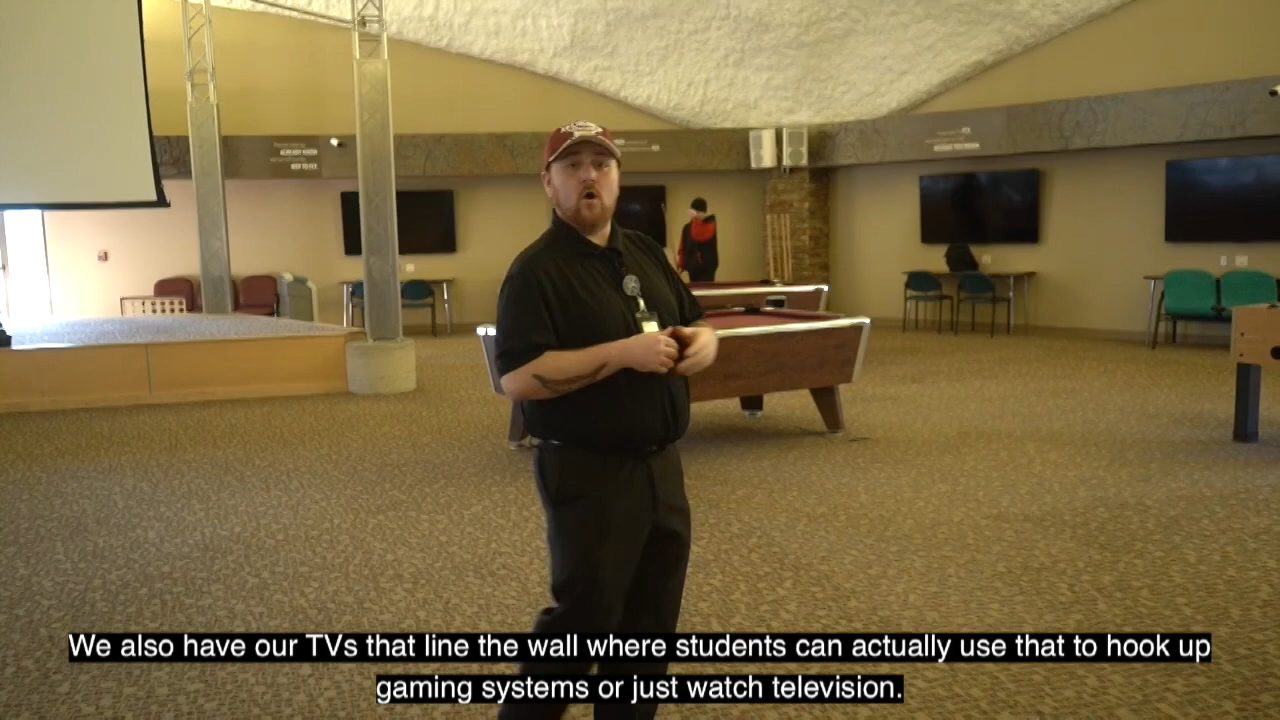 We also have our TVs that line the wall where students can actually use that to hook up
gaming systems or just watch television.